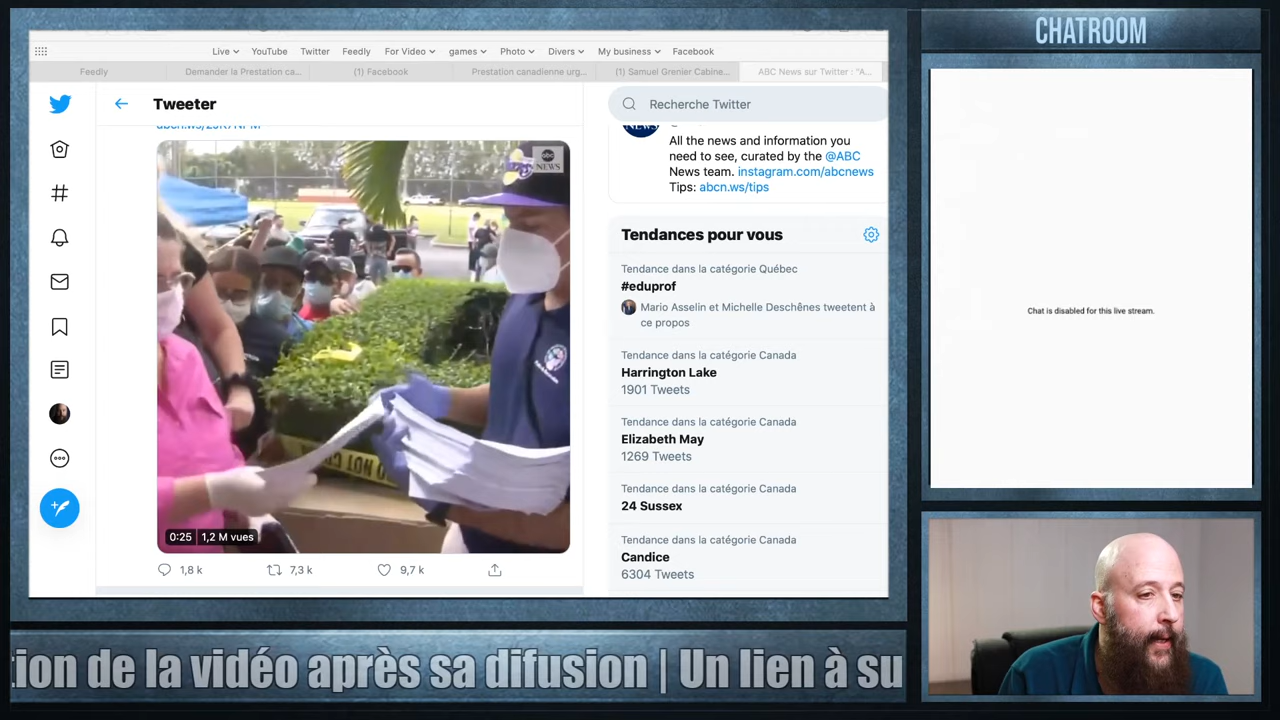 CHATROOM
Live YouTube Twitter Feedly For Video games Photo Divers My business Facebook
Feedly Demander la Prestation ca... (1) Facebook Prestation canadienne urg... (1) Samuel Grenier Cabine... ABC News sur Twitter : "A...
Tweeter
Recherche Twitter
NEWS
All the news and information you
need to see, curated by the @ABC
News team. instagram.com/abcnews
Tips: abcn.ws/tips
abc
NEWS
Tendances pour vous
Tendance dans la catégorie Québec
#eduprof
Mario Asselin et Michelle Deschênes tweetent à
ce propos
Tendance dans la catégorie Canada
Harrington Lake
1901 Tweets
Tendance dans la catégorie Canada
Elizabeth May
1269 Tweets
Tendance dans la catégorie Canada
24 Sussex
Tendance dans la catégorie Canada
Candice
6304 Tweets
0:25 1,2 M vues
1,8 k 7,3 k 9,7 k
Chat is disabled for this live stream.
tion de la vidéo après sa difusion | Un lien à su